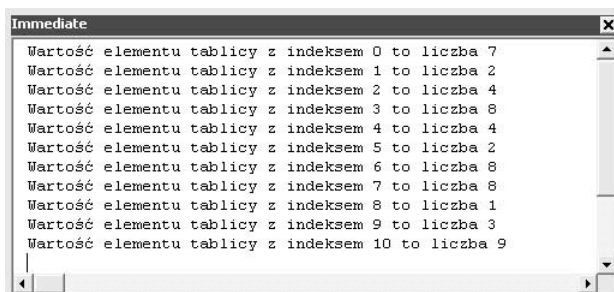 Immediate
Wartość elementu tablicy z indeksem 0 to liczba 7
Wartość elementu tablicy z indeksem 1 to liczba 2
Wartość elementu tablicy z indeksem 2 to liczba 4
Wartość elementu tablicy z indeksem 3 to liczba 8
Wartość elementu tablicy z indeksem 4 to liczba 4
Wartość elementu tablicy z indeksem 5 to liczba 2
Wartość elementu tablicy z indeksem 6 to liczba 8
Wartość elementu tablicy z indeksem 7 to liczba 8
Wartość elementu tablicy z indeksem 8 to liczba 1
Wartość elementu tablicy z indeksem 9 to liczba 3
Wartość elementu tablicy z indeksem 10 to liczba 9